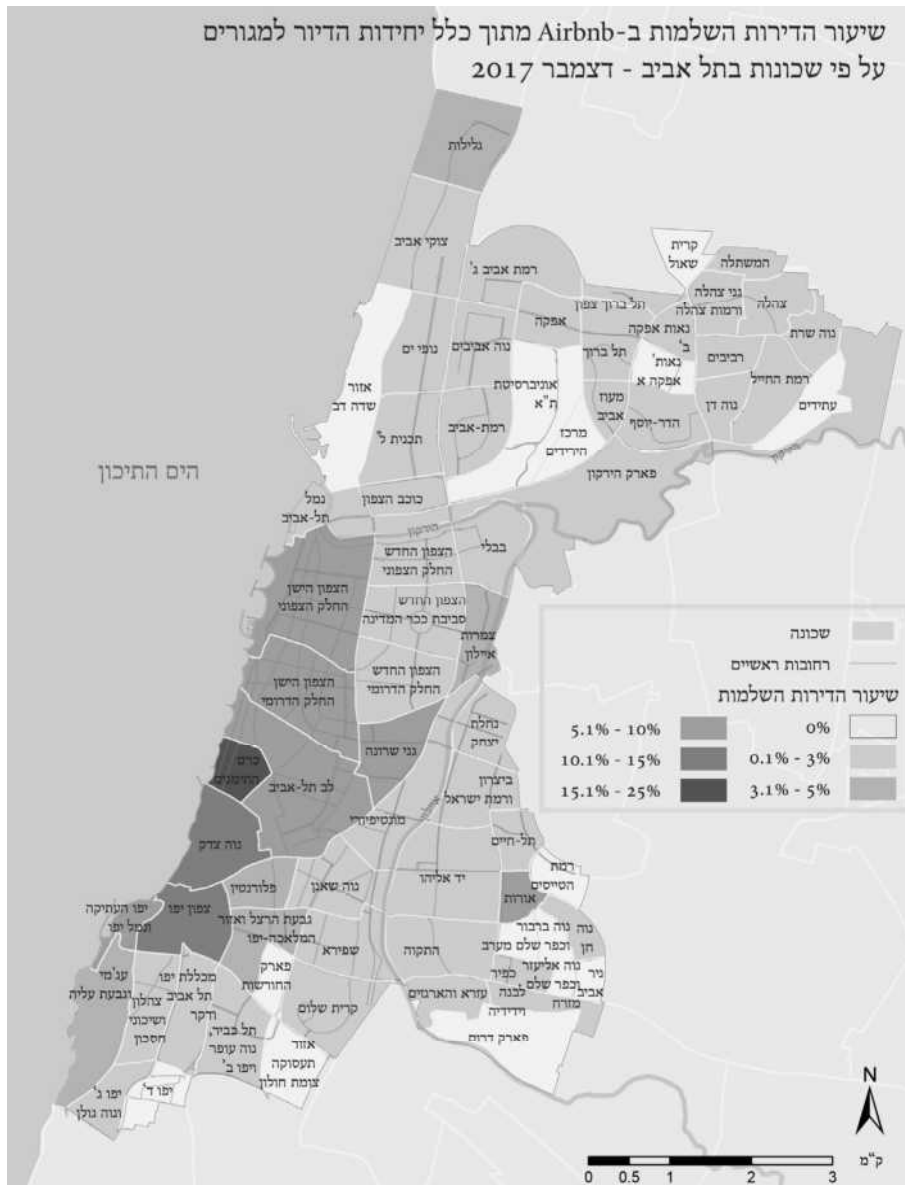 שיעור הדירות השלמות ב-Airbnb מתוך כלל יחידות הדיור למגורים
על פי שכונות בתל אביב - דצמבר 2017
גלילות
צוקי אביב
רמת אביב ג'
קרית
שאול
המשתלה
גני צהלה
ורמות צהלה
צהלה
נוה שרת
תל ברוך צפון
אפקה
נאות אפקה
ב'
נופי ים
נוה אביבים
תל ברוך
נאות'
אפקה א
רביבים
רמת החייל
אזור
שדה דב
אוניברסיטת
ת"א
מעוז
אביב
הדר-יוסף
נוה דן
עתידים
תכנית ל'
רמת-אביב
מרכז
הירידים
הים התיכון
פארק הירקון
הירקון
נמל
תל-אביב
כוכב הצפון
הירקון
הצפון החדש
החלק הצפוני
בבלי
הצפון הישן
החלק הצפוני
הצפון החדש
סביבת ככר המדינה
צמרות
איילון
הצפון הישן
החלק הדרומי
הצפון החדש
החלק הדרומי
נחלת
יצחק
גני שרונה
כרם
התימנים
לב תל-אביב
ביצרון
ורמת ישראל
איילון
מונטיפיורי
נוה צדק
תל-חיים
רמת
הטייסים
יד אליהו
נוה שאנן
פלורנטין
אורות
יפו העתיקה
ונמל יפו
צפון יפו
גבעת הרצל ואזור
המלאכה-יפו
שפירא
התקוה
נוה ברבור
וכפר שלם מערב
נוה
חן
פארק
החורשות
נוה אליעזר
וכפר שלם
מזרח
ניר
אביב
כפיר
לבנה
וידידיה
עג'מי
וגבעת עליה
צהלון
ושיכוני
חסכון
מכללת יפו
תל אביב
ודקר
קרית שלום
עזרא והארגזים
תל כביר,
נוה עופר
ויפו ב'
אזור
תעסוקה
צומת חולון
פארק דרום
יפו ג'
ונוה גולן
יפו ד'
שכונה
רחובות ראשיים
שיעור הדירות השלמות
0%
0.1% - 3%
3.1% - 5%
5.1% - 10%
10.1% - 15%
15.1% - 25%
N
ק"מ
0 0.5 1 2 3